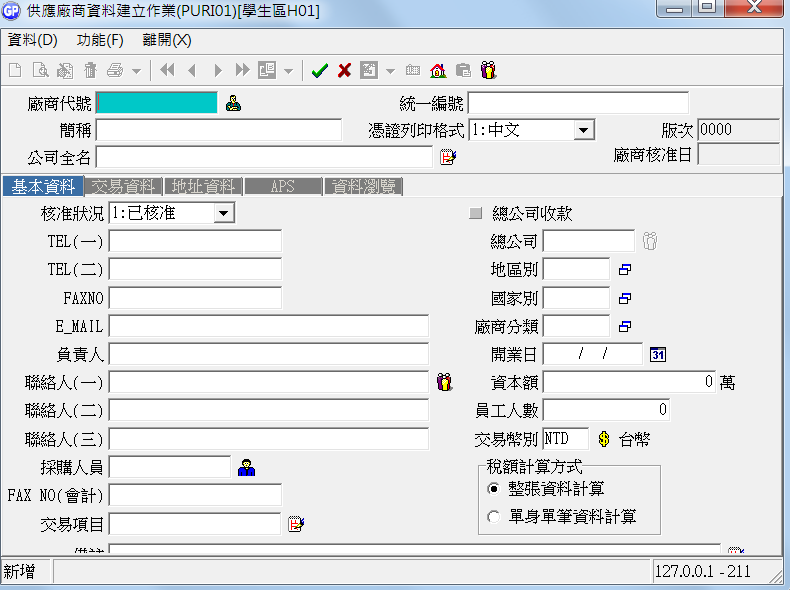 供應廠商資料建立作業(PURI01)[學生區H01]
資料(D) 功能(F) 離開(X)
廠商代號 統一編號
簡稱 憑證列印格式 1:中文 版次 0000
公司全名 廠商核准日
基本資料 交易資料 地址資料 APS 資料瀏覽
核准狀況 1:已核准 總公司收款
TEL(一) 總公司
TEL(二) 地區別
FAXNO 國家別
E_MAIL 廠商分類
負責人 開業日 / / 31
聯絡人(一) 資本額 0 萬
聯絡人(二) 員工人數 0
聯絡人(三) 交易幣別 NTD 台幣
採購人員 稅額計算方式
整張資料計算
FAX NO(會計)
單身單筆資料計算
交易項目
備註
新增 127.0.0.1 - 211